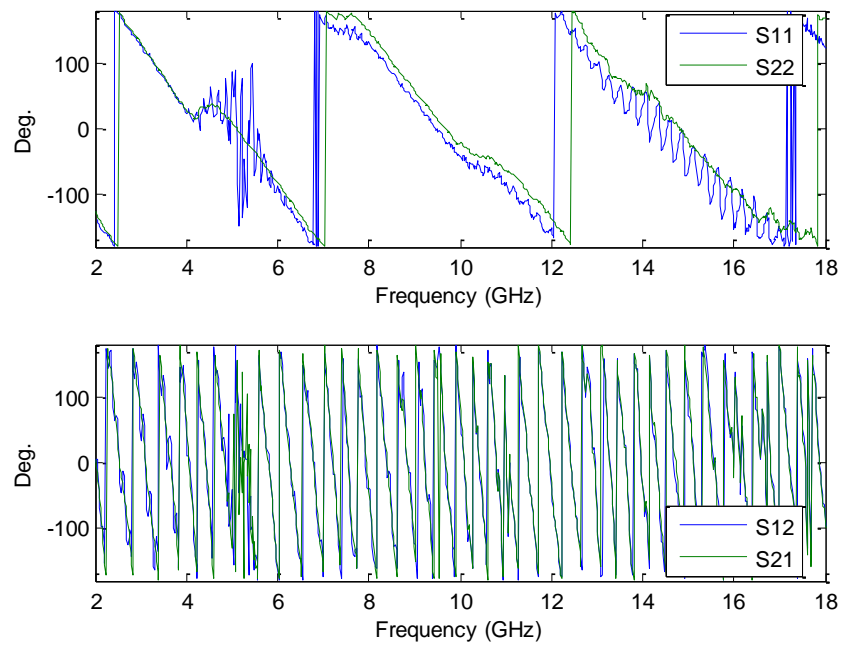 100
0
-100
Deg.
2 4 6 8 10 12 14 16 18
Frequency (GHz)
S11
S22
100
0
-100
Deg.
2 4 6 8 10 12 14 16 18
Frequency (GHz)
S12
S21